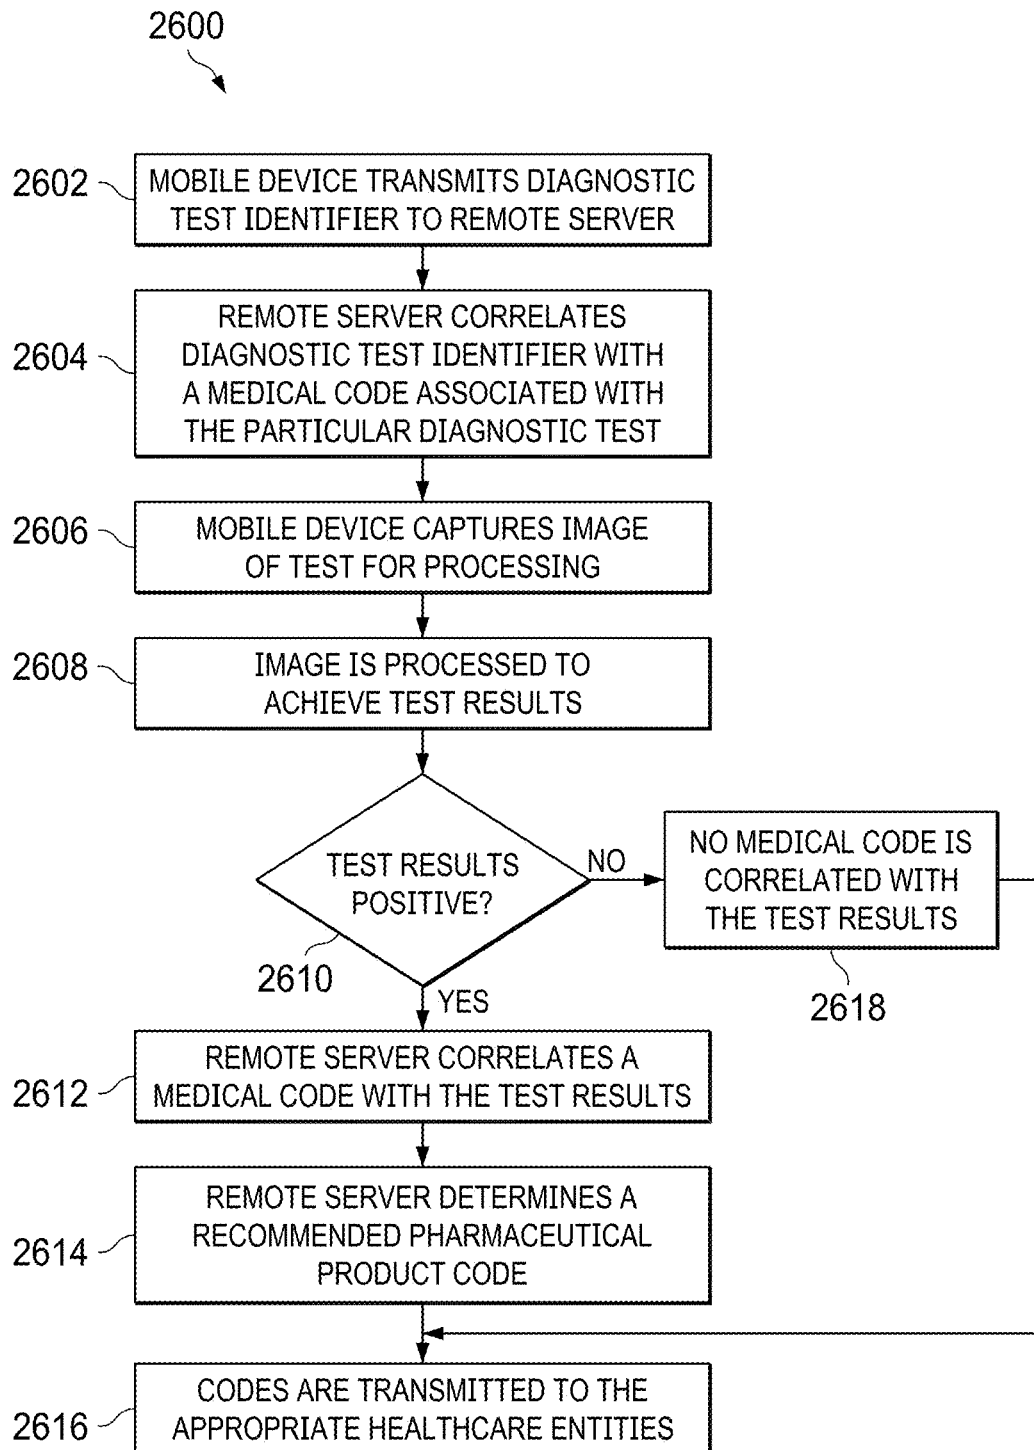 2600
2602
MOBILE DEVICE TRANSMITS DIAGNOSTIC
TEST IDENTIFIER TO REMOTE SERVER
2604
REMOTE SERVER CORRELATES
DIAGNOSTIC TEST IDENTIFIER WITH
A MEDICAL CODE ASSOCIATED WITH
THE PARTICULAR DIAGNOSTIC TEST
2606
MOBILE DEVICE CAPTURES IMAGE
OF TEST FOR PROCESSING
2608
IMAGE IS PROCESSED TO
ACHIEVE TEST RESULTS
TEST RESULTS
POSITIVE?
2610
NO
NO MEDICAL CODE IS
CORRELATED WITH
THE TEST RESULTS
2618
YES
2612
REMOTE SERVER CORRELATES A
MEDICAL CODE WITH THE TEST RESULTS
2614
REMOTE SERVER DETERMINES A
RECOMMENDED PHARMACEUTICAL
PRODUCT CODE
2616
CODES ARE TRANSMITTED TO THE
APPROPRIATE HEALTHCARE ENTITIES